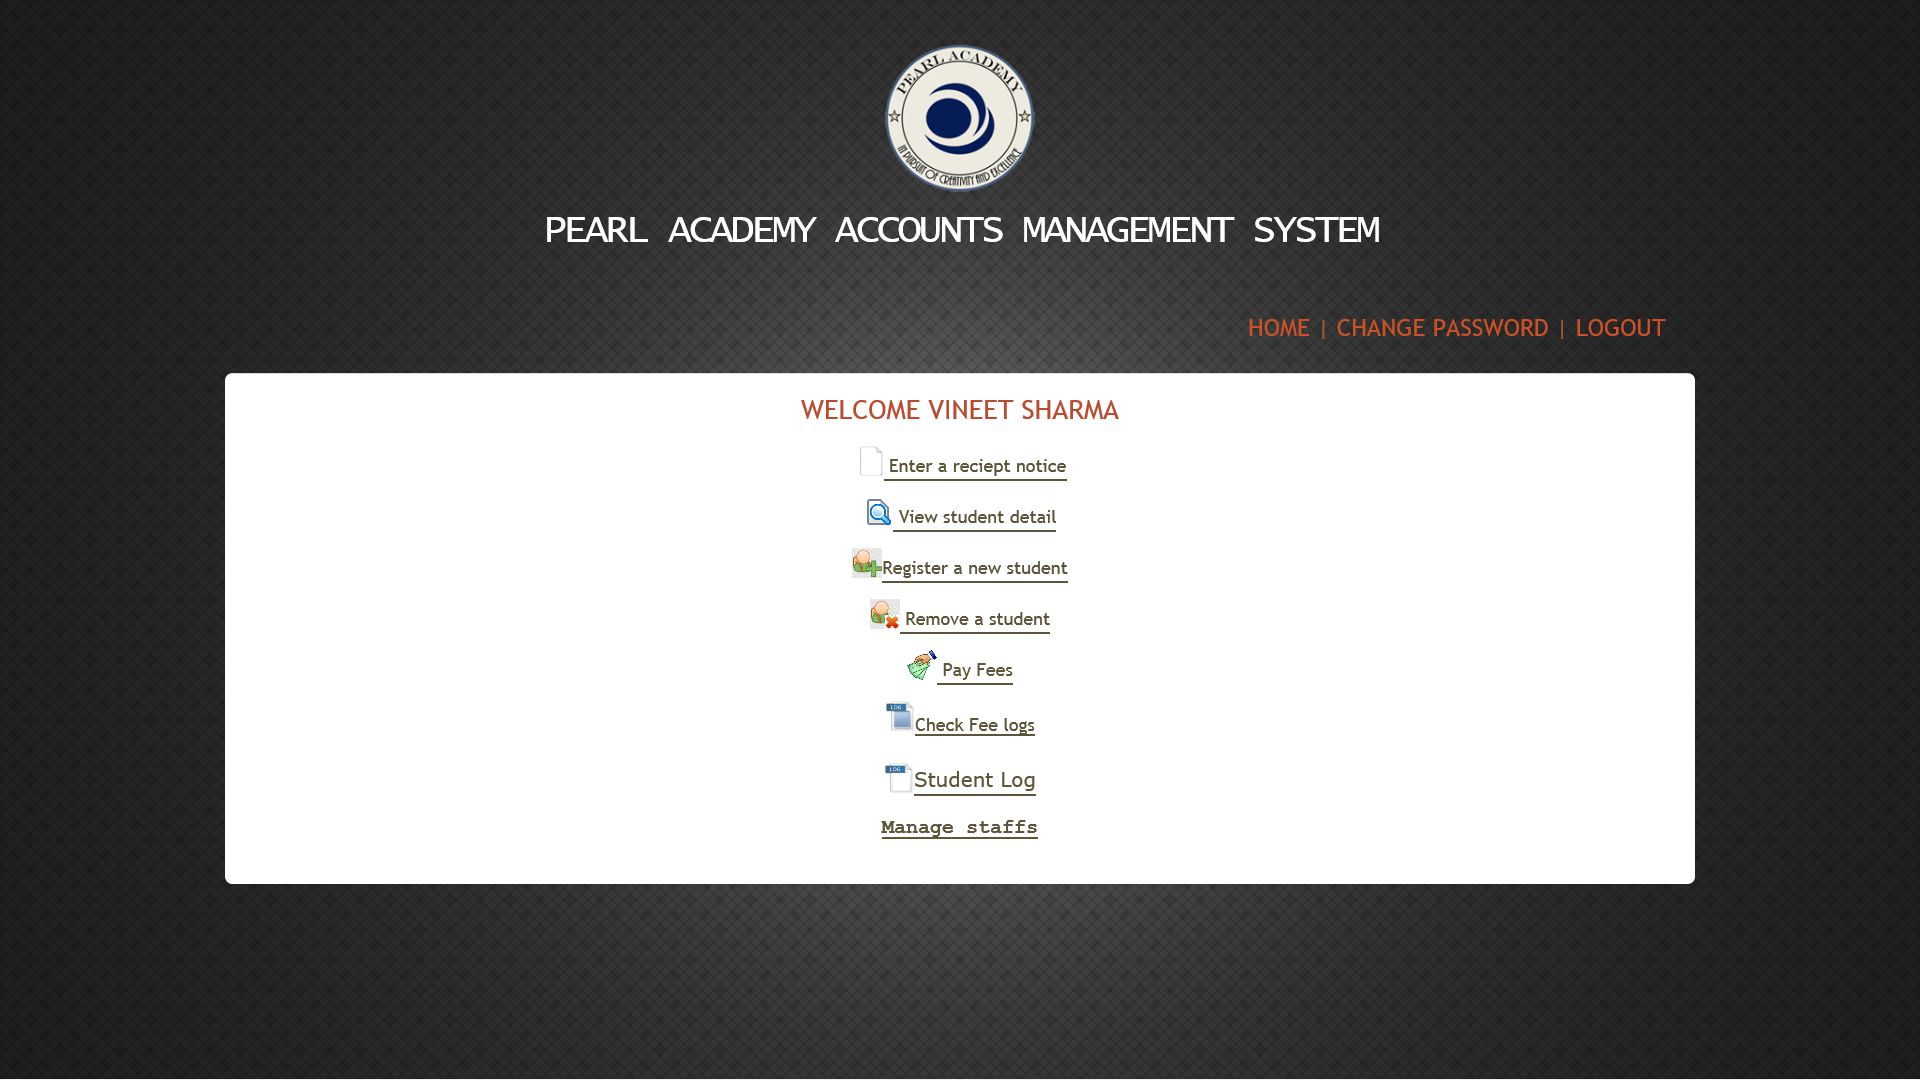 PEARL ACADEMY
IN PURSUIT OF CREATIVITY AND EXCELLENCE
PEARL ACADEMY ACCOUNTS MANAGEMENT SYSTEM
HOME | CHANGE PASSWORD | LOGOUT
WELCOME VINEET SHARMA
Enter a reciept notice
View student detail
Register a new student
Remove a student
Pay Fees
LOG Check Fee logs
LOG Student Log
Manage staffs